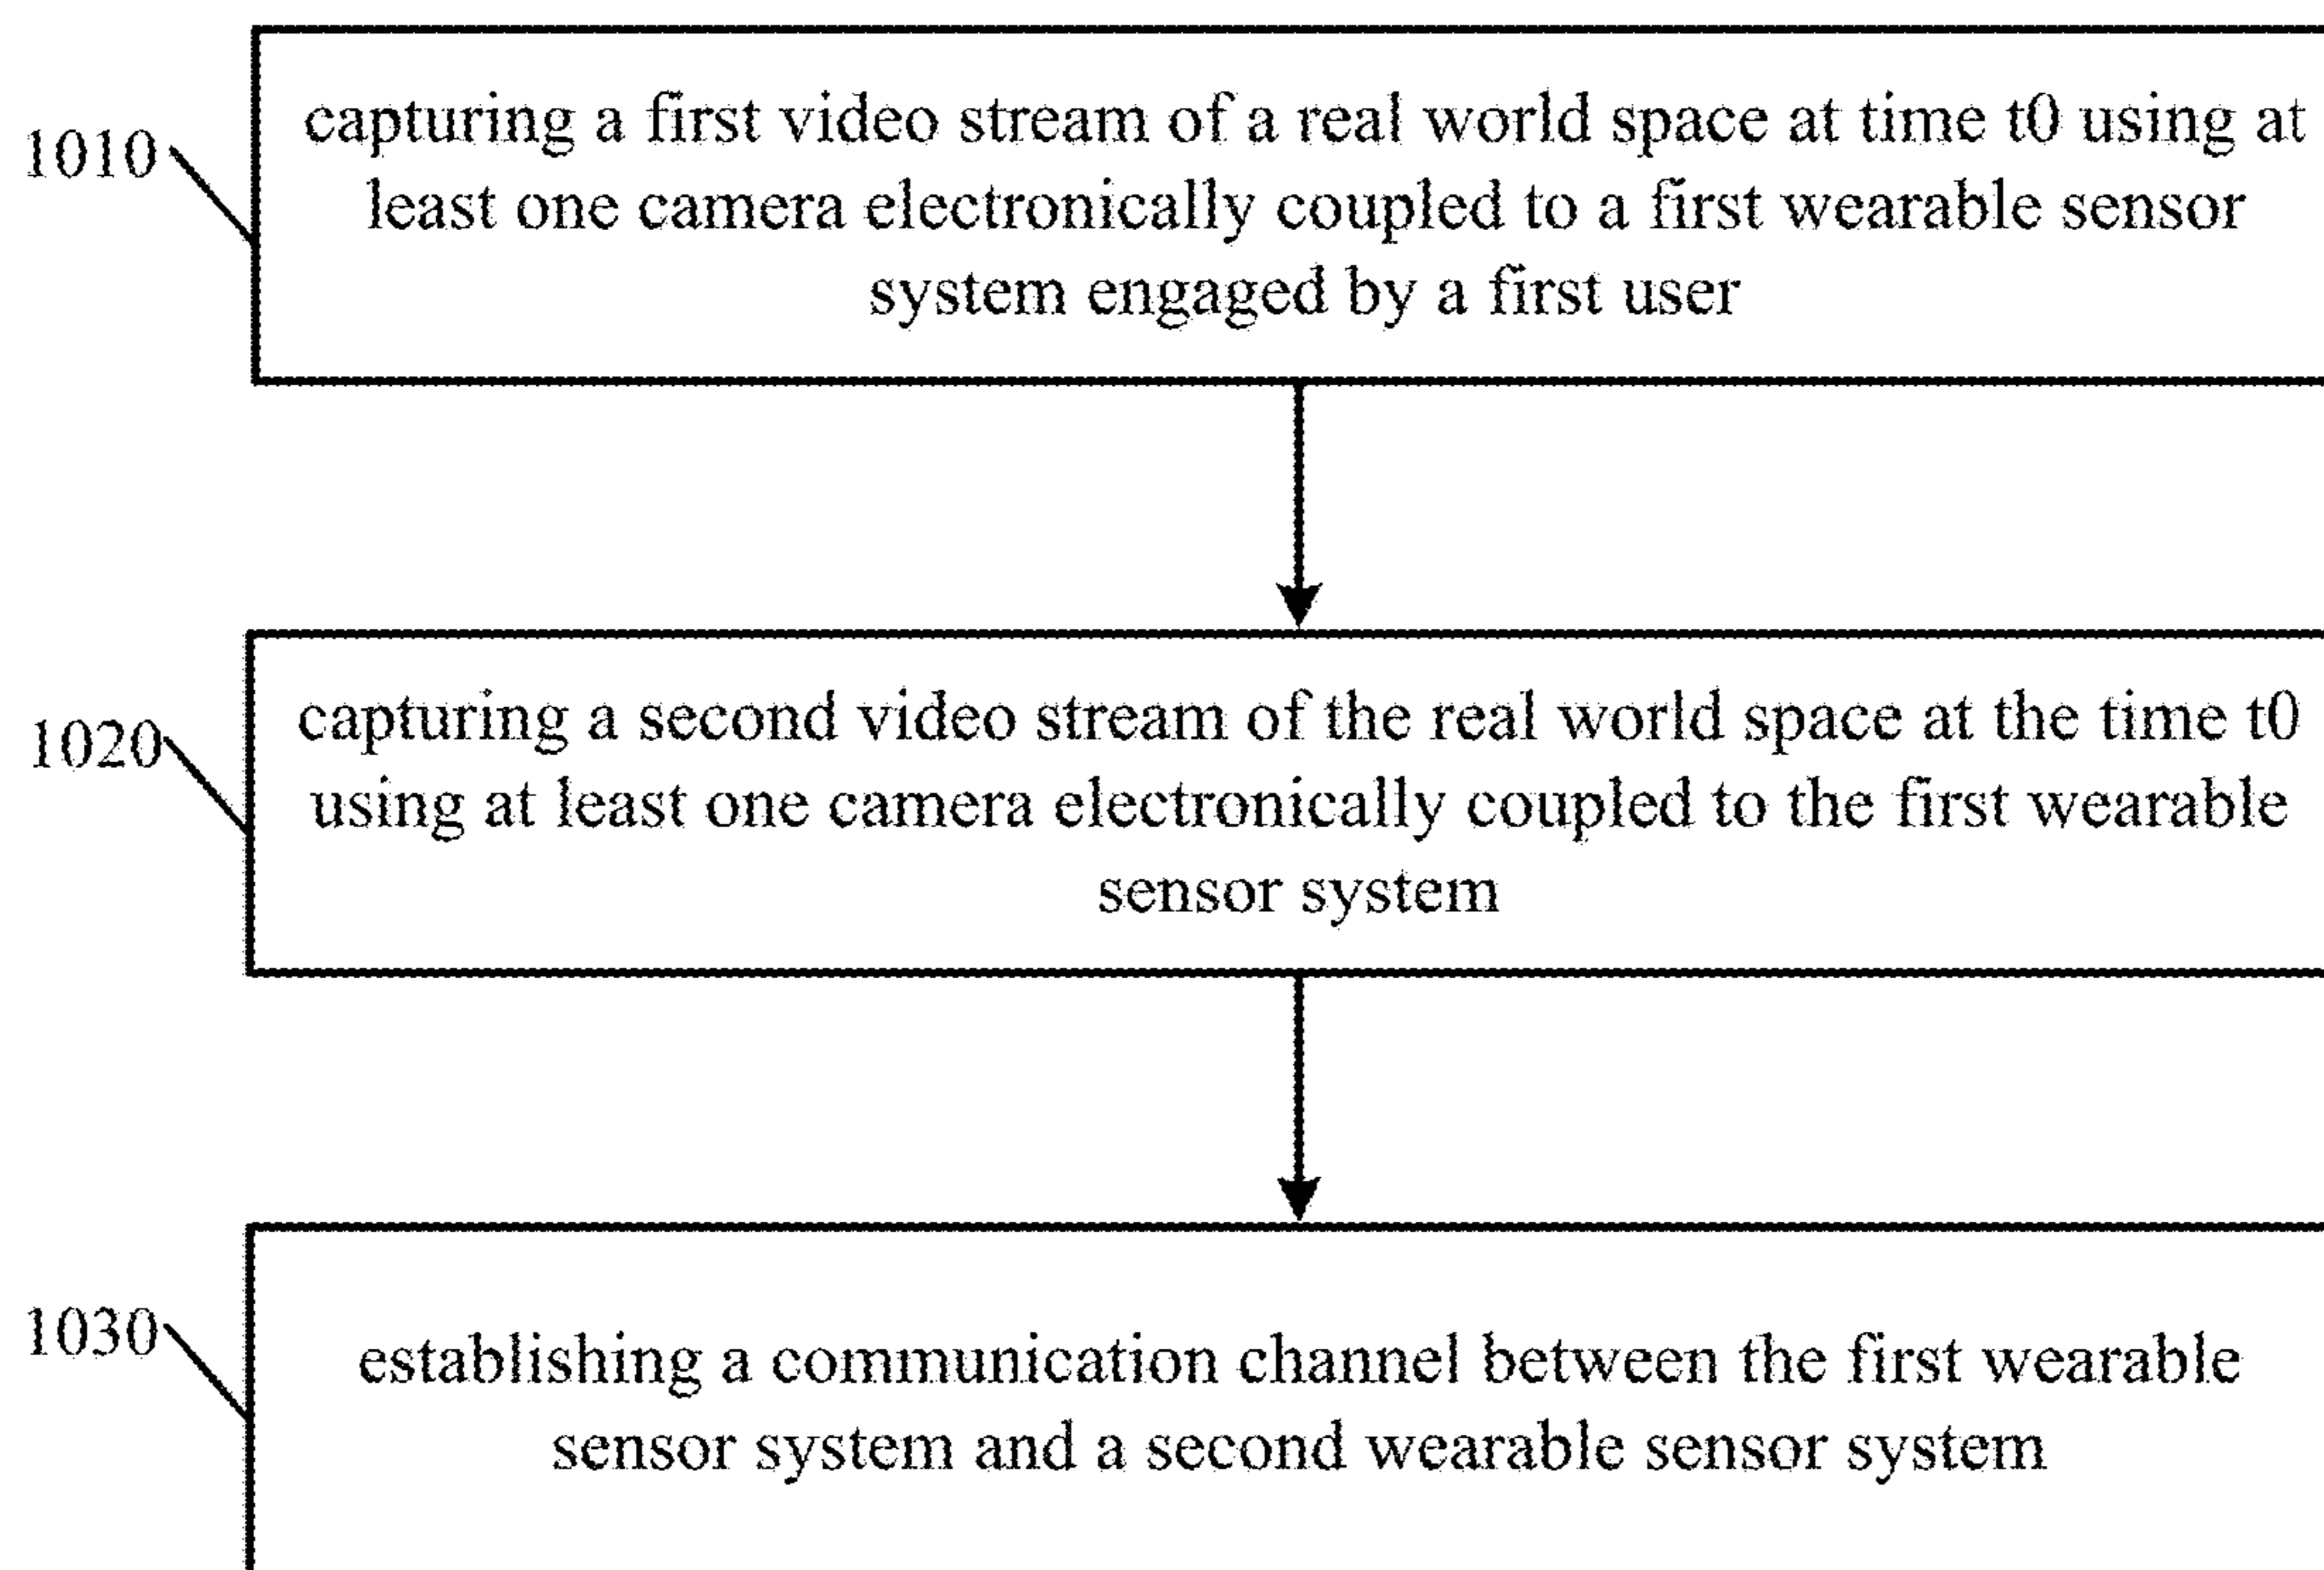 1010
capturing a first video stream of a real world space at time t0 using at
least one camera electronically coupled to a first wearable sensor
system engaged by a first user
1020
capturing a second video stream of the real world space at the time t0
using at least one camera electronically coupled to the first wearable
sensor system
1030
establishing a communication channel between the first wearable
sensor system and a second wearable sensor system